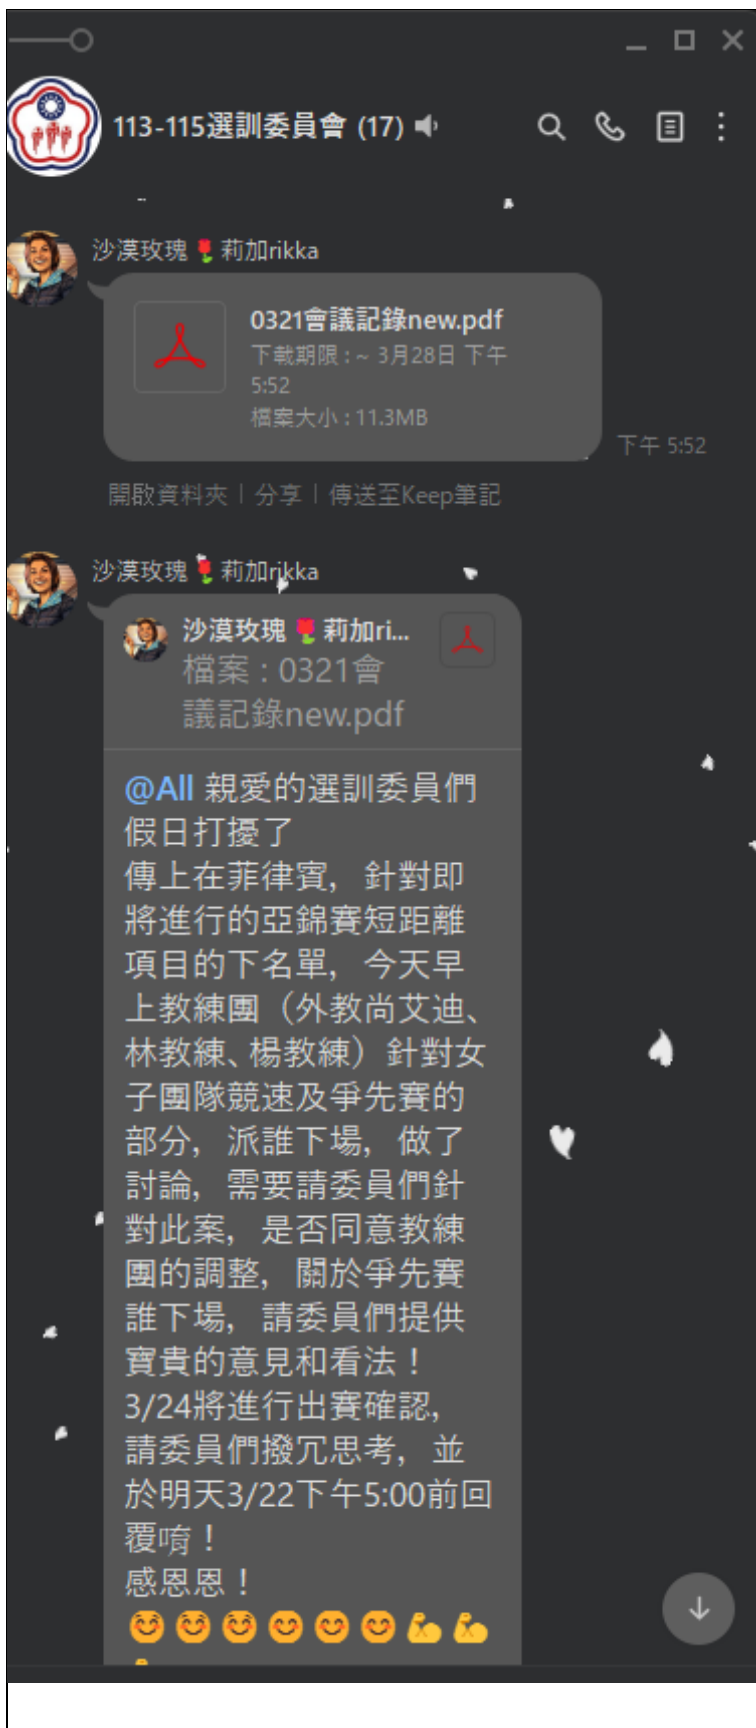 113-115選訓委員會 (17)
沙漠玫瑰🌹莉加rikka
0321會議記錄new.pdf
下載期限 : ~ 3月28日 下午
5:52
檔案大小 : 11.3MB
下午 5:52
開啟資料夾 | 分享 | 傳送至Keep筆記
沙漠玫瑰🌹莉加rikka
沙漠玫瑰🌹莉加ri...
檔案 : 0321會
議記錄new.pdf
@All 親愛的選訓委員們
假日打擾了
傳上在菲律賓，針對即
將進行的亞錦賽短距離
項目的下名單，今天早
上教練團（外教尚艾迪、
林教練、楊教練）針對女
子團隊競速及爭先賽的
部分，派誰下場，做了
討論，需要請委員們針
對此案，是否同意教練
團的調整，關於爭先賽
誰下場，請委員們提供
寶貴的意見和看法！
3/24將進行出賽確認，
請委員們撥冗思考，並
於明天3/22下午5:00前回
覆唷！
感恩恩！
😊😊😊😊😊😊💪💪